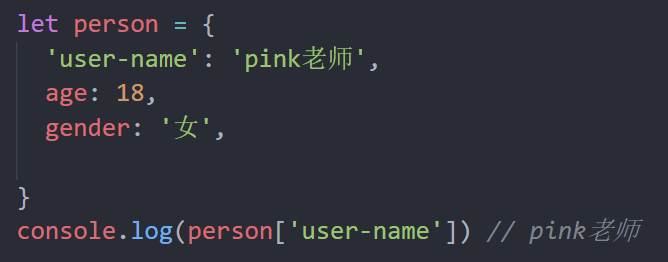 let person = {
  'user-name': 'pink老师',
  age: 18,
  gender: '女',
}
console.log(person['user-name']) // pink老师